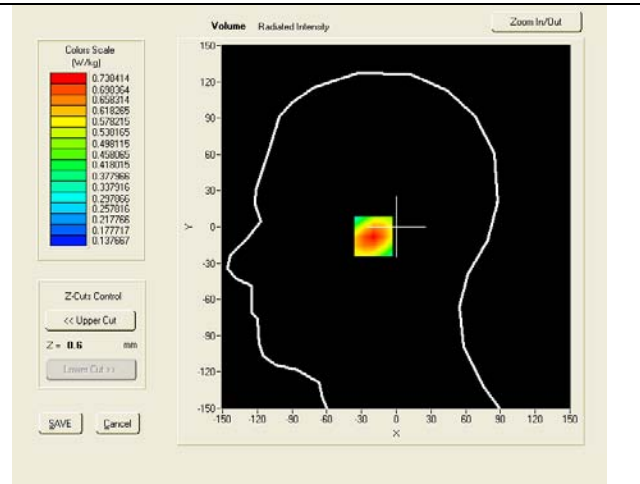 Volume Radiated Intensity
Zoom In/Out
Colors Scale
(W/kg)
0.738414
0.698364
0.658314
0.618265
0.578215
0.538165
0.498115
0.458065
0.418015
0.377966
0.337916
0.297866
0.257816
0.217766
0.177717
0.137667
Z-Cuts Control
<< Upper Cut
Z = 0.6 mm
Lower Cut >>
SAVE Cancel
150
120
90
60
30
0
-30
-60
-90
-120
-150
Y
-150 -120 -90 -60 -30 0 30 60 90 120 150
X